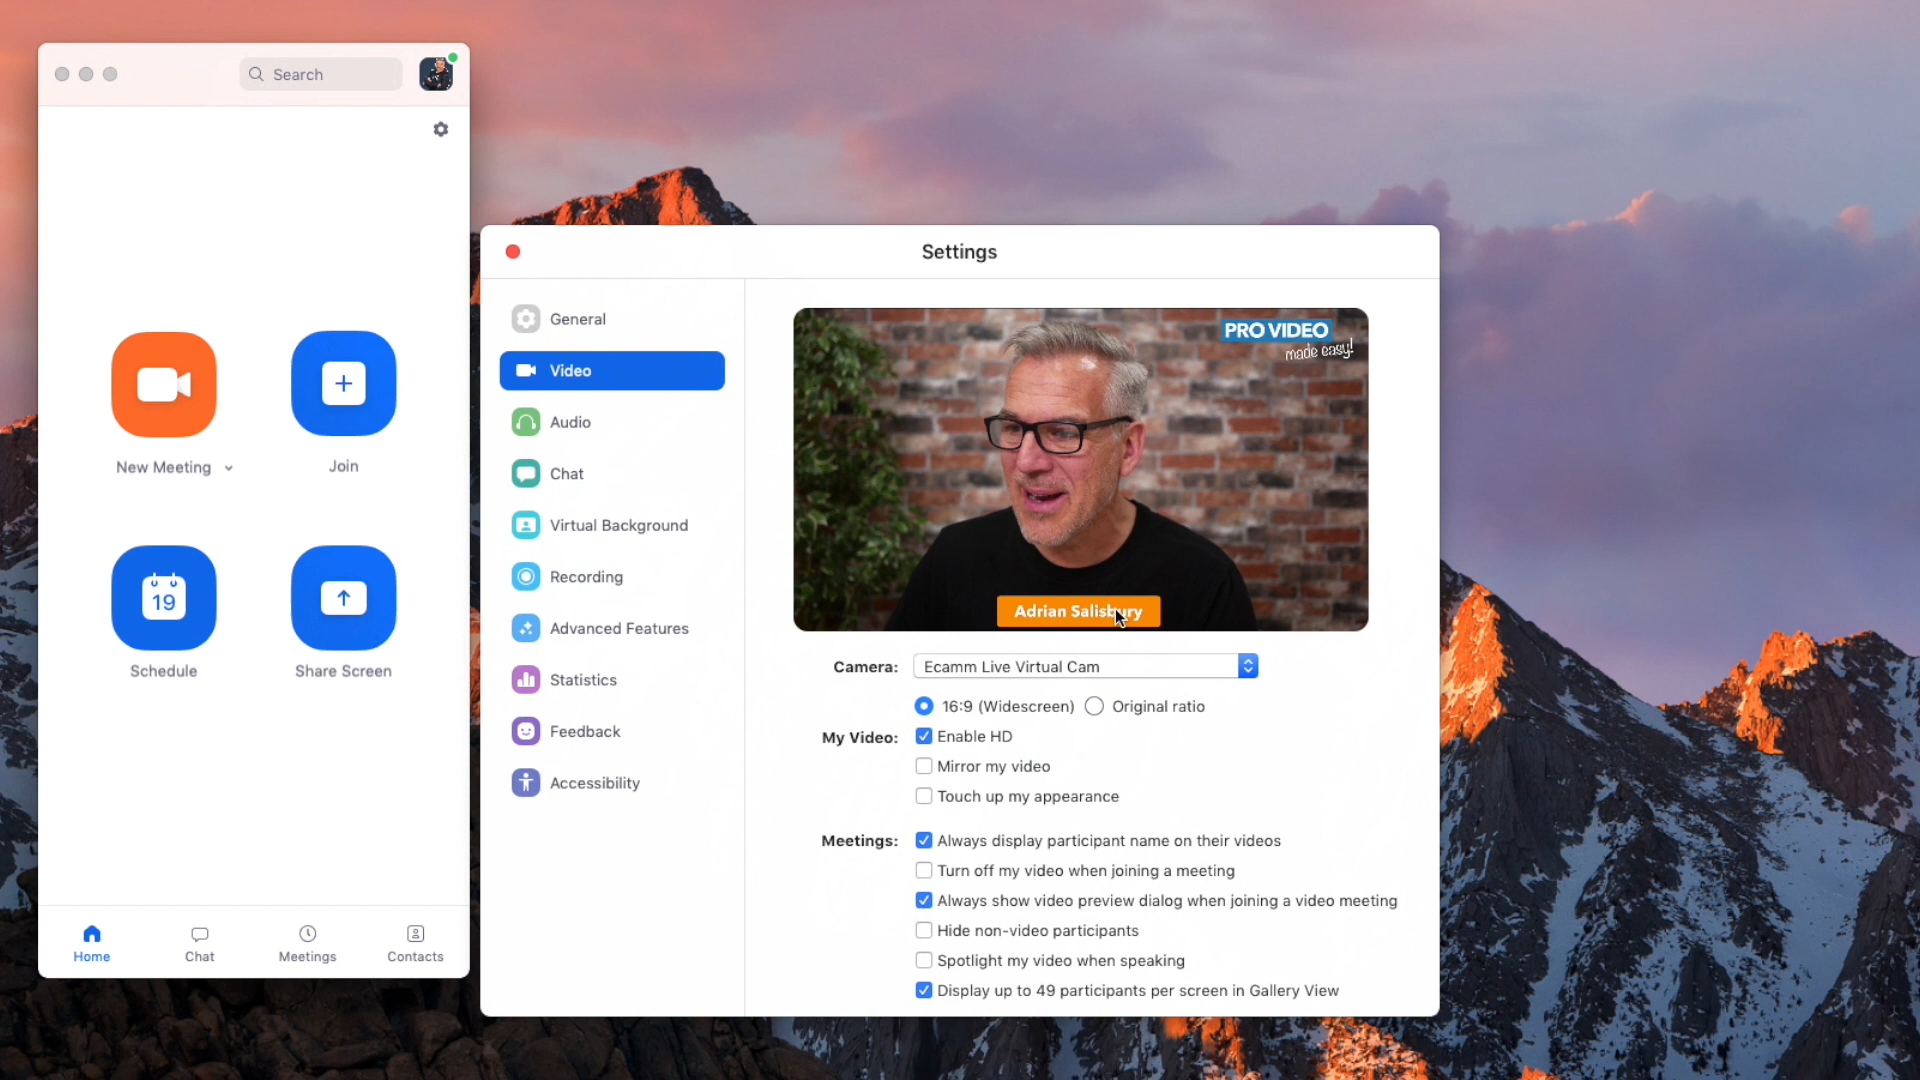 Search
New Meeting
Join
19
Schedule
Share Screen
Home
Chat
Meetings
Contacts
Settings
General
Video
Audio
Chat
Virtual Background
Recording
Advanced Features
Statistics
Feedback
Accessibility
PRO VIDEO
made easy!
Adrian Salisbury
Camera: Ecamm Live Virtual Cam
16:9 (Widescreen) Original ratio
My Video: Enable HD
Mirror my video
Touch up my appearance
Meetings: Always display participant name on their videos
Turn off my video when joining a meeting
Always show video preview dialog when joining a video meeting
Hide non-video participants
Spotlight my video when speaking
Display up to 49 participants per screen in Gallery View